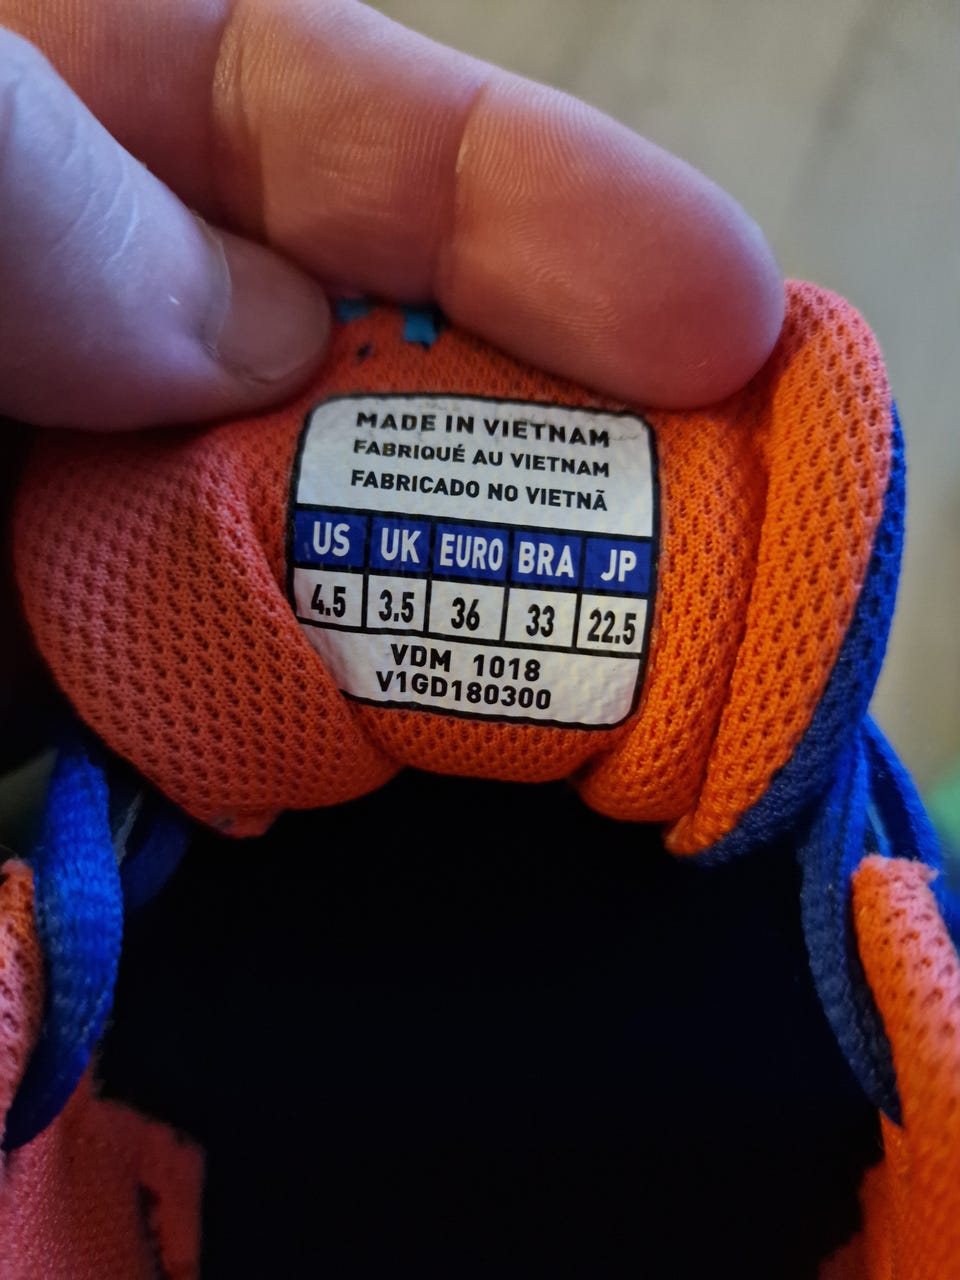 MADE IN VIETNAM
FABRIQUÉ AU VIETNAM
FABRICADO NO VIETNÃ
US UK EURO BRA JP
4.5 3.5 36 33 22.5
VDM 1018
V1GD180300